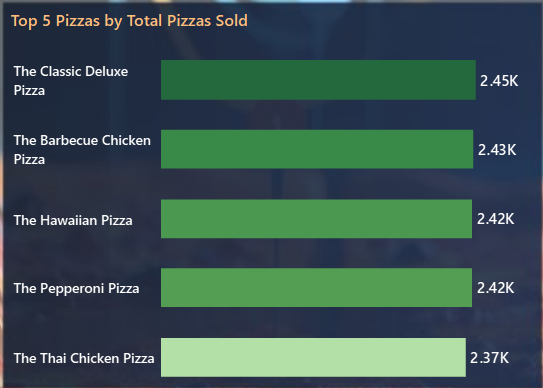 Top 5 Pizzas by Total Pizzas Sold
The Classic Deluxe
Pizza
2.45K
The Barbecue Chicken
Pizza
2.43K
The Hawaiian Pizza
2.42K
The Pepperoni Pizza
2.42K
The Thai Chicken Pizza
2.37K